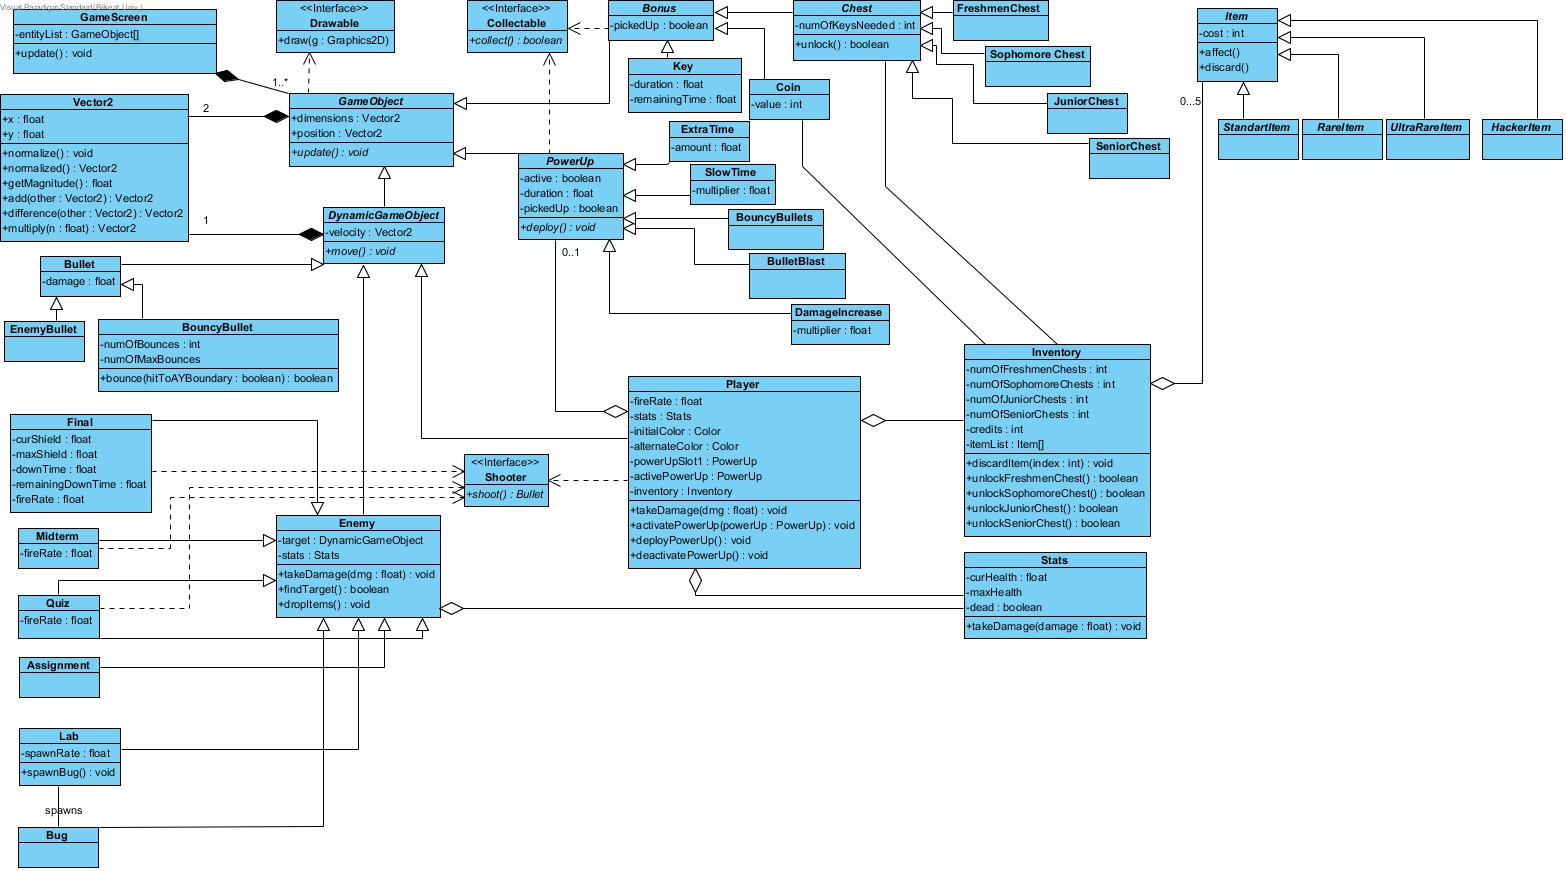 Visual Paradigm Standard(Bilkent Univ.)
GameScreen
-entityList : GameObject[]
+update() : void
<<Interface>>
Drawable
+draw(g : Graphics2D)
<<Interface>>
Collectable
+collect() : boolean
Bonus
-pickedUp : boolean
Chest
-numOfKeysNeeded : int
+unlock() : boolean
FreshmenChest
Sophomore Chest
JuniorChest
SeniorChest
Item
-cost : int
+affect()
+discard()
0...5
StandartItem
RareItem
UltraRareItem
HackerItem
Key
-duration : float
-remainingTime : float
Coin
-value : int
1..*
2
Vector2
+x : float
+y : float
+normalize() : void
+normalized() : Vector2
+getMagnitude() : float
+add(other : Vector2) : Vector2
+difference(other : Vector2) : Vector2
+multiply(n : float) : Vector2
GameObject
+dimensions : Vector2
+position : Vector2
+update() : void
ExtraTime
-amount : float
SlowTime
-multiplier : float
PowerUp
-active : boolean
-duration : float
-pickedUp : boolean
+deploy() : void
0..1
BouncyBullets
BulletBlast
DamageIncrease
-multiplier : float
1
DynamicGameObject
-velocity : Vector2
+move() : void
Bullet
-damage : float
EnemyBullet
BouncyBullet
-numOfBounces : int
-numOfMaxBounces
+bounce(hitToAYBoundary : boolean) : boolean
Inventory
-numOfFreshmenChests : int
-numOfSophomoreChests : int
-numOfJuniorChests : int
-numOfSeniorChests : int
-credits : int
-itemList : Item[]
+discardItem(index : int) : void
+unlockFreshmenChest() : boolean
+unlockSophomoreChest() : boolean
+unlockJuniorChest() : boolean
+unlockSeniorChest() : boolean
Player
-fireRate : float
-stats : Stats
-initialColor : Color
-alternateColor : Color
-powerUpSlot1 : PowerUp
-activePowerUp : PowerUp
-inventory : Inventory
+takeDamage(dmg : float) : void
+activatePowerUp(powerUp : PowerUp) : void
+deployPowerUp() : void
+deactivatePowerUp() : void
Final
-curShield : float
-maxShield : float
-downTime : float
-remainingDownTime : float
-fireRate : float
<<Interface>>
Shooter
+shoot() : Bullet
Midterm
-fireRate : float
Enemy
-target : DynamicGameObject
-stats : Stats
+takeDamage(dmg : float) : void
+findTarget() : boolean
+dropItems() : void
Stats
-curHealth : float
-maxHealth
-dead : boolean
+takeDamage(damage : float) : void
Quiz
-fireRate : float
Assignment
Lab
-spawnRate : float
+spawnBug() : void
spawns
Bug